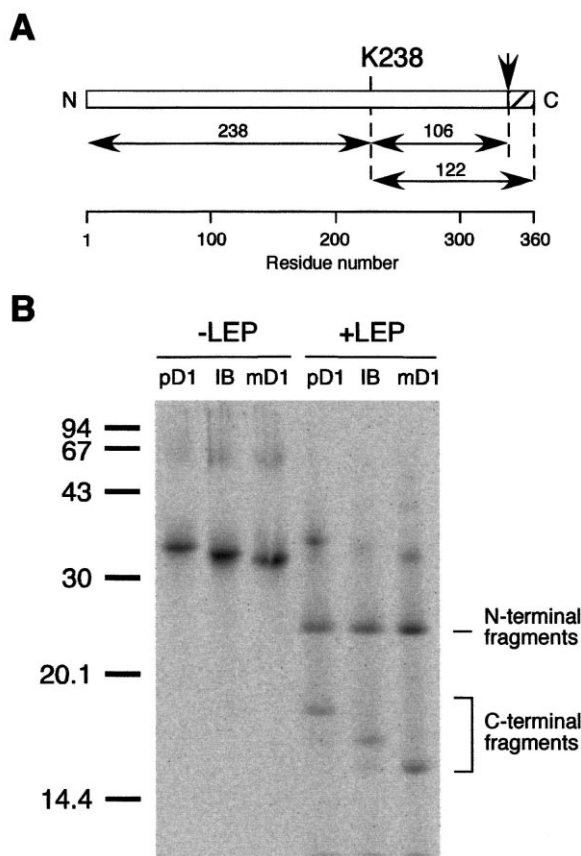 A
K238
N C
238 106
122
1 100 200 300 360
Residue number
B
-LEP +LEP
pD1 IB mD1 pD1 IB mD1
94
67
43
30
20.1
14.4
N-terminal
fragments
C-terminal
fragments